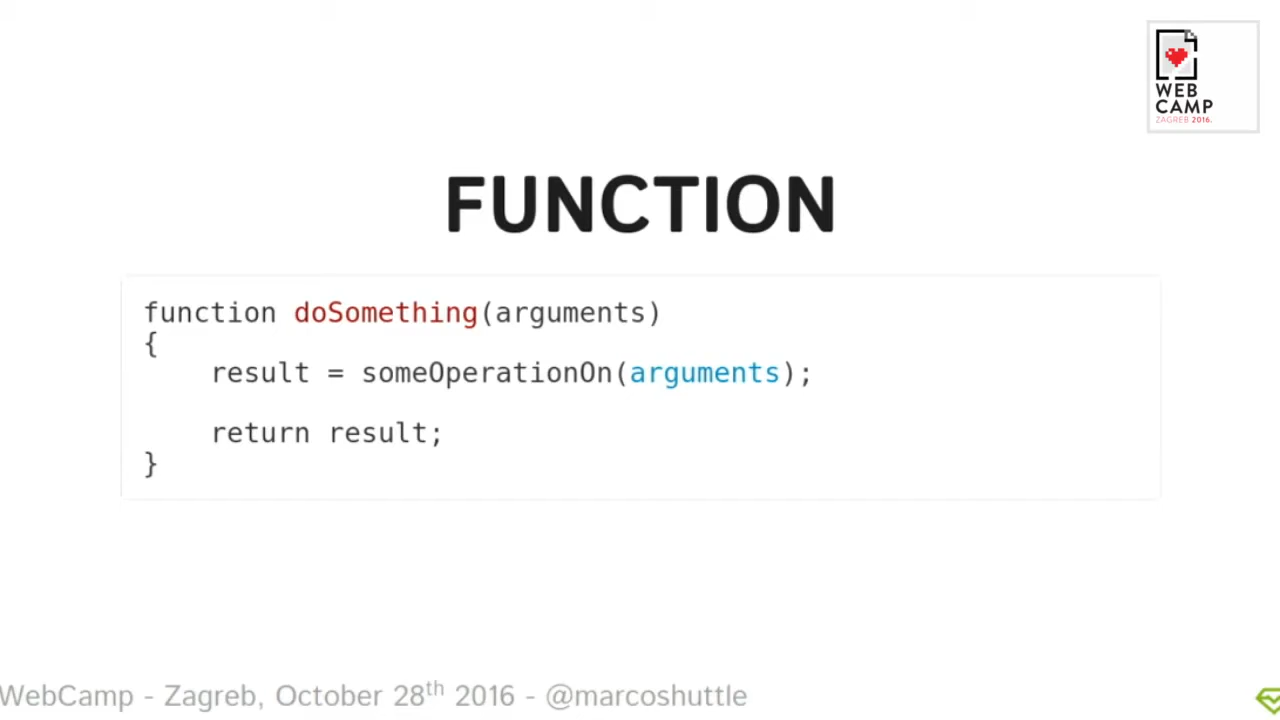 WEB
CAMP
ZAGREB 2016.
FUNCTION
function doSomething(arguments)
{
    result = someOperationOn(arguments);
    return result;
}
WebCamp - Zagreb, October 28th 2016 - @marcoshuttle